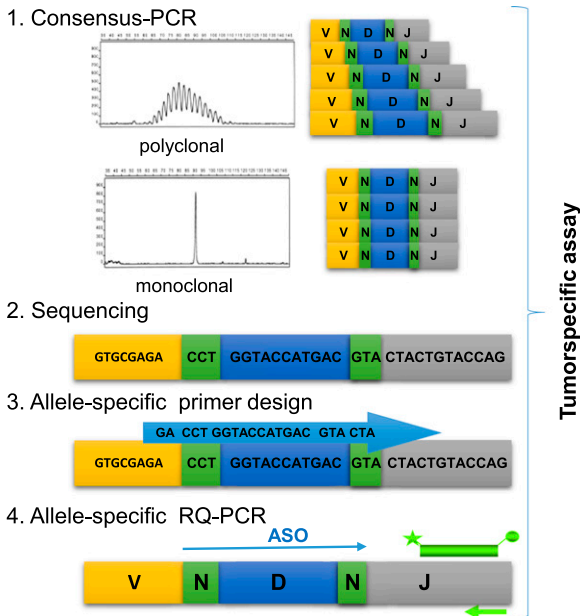 1. Consensus-PCR
polyclonal
V N D N J
V N D N J
V N D N J
V N D N J
V N D N J
monoclonal
V N D N J
V N D N J
V N D N J
V N D N J
2. Sequencing
GTGCGAGA CCT GGTACCATGAC GTA CTACTGTACCAG
3. Allele-specific primer design
GA CCT GGTACCATGAC GTA CTA
GTGCGAGA CCT GGTACCATGAC GTA CTACTGTACCAG
4. Allele-specific RQ-PCR
ASO
V N D N J
Tumorspecific assay